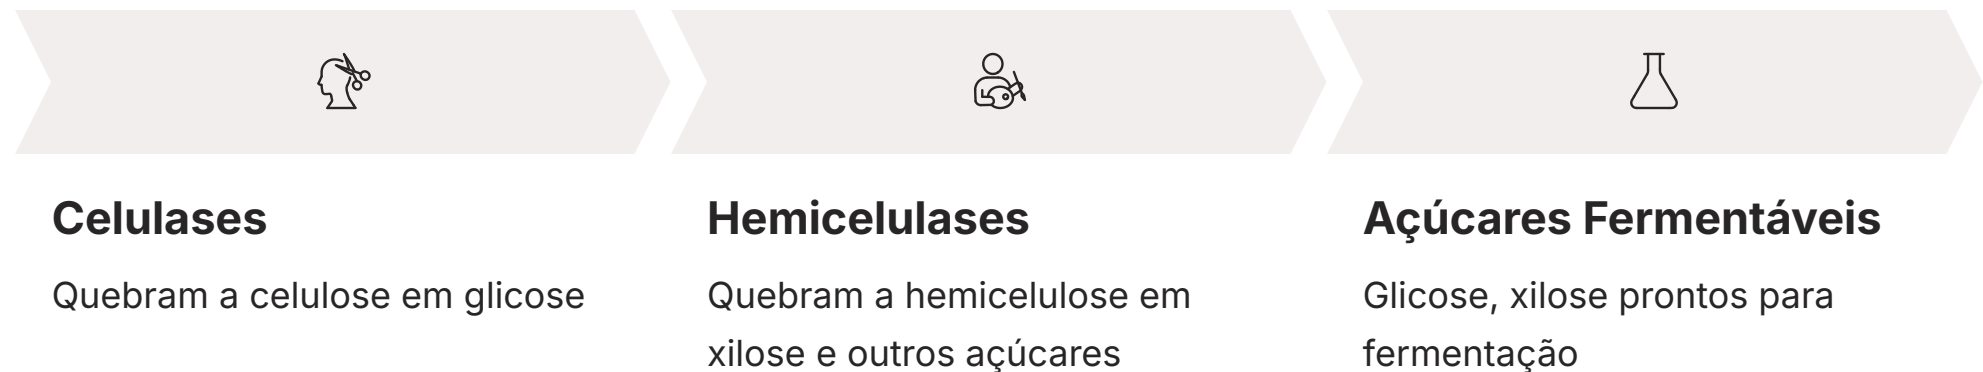 Celulases
Quebram a celulose em glicose
Hemicelulases
Quebram a hemicelulose em
xilose e outros açúcares
Açúcares Fermentáveis
Glicose, xilose prontos para
fermentação